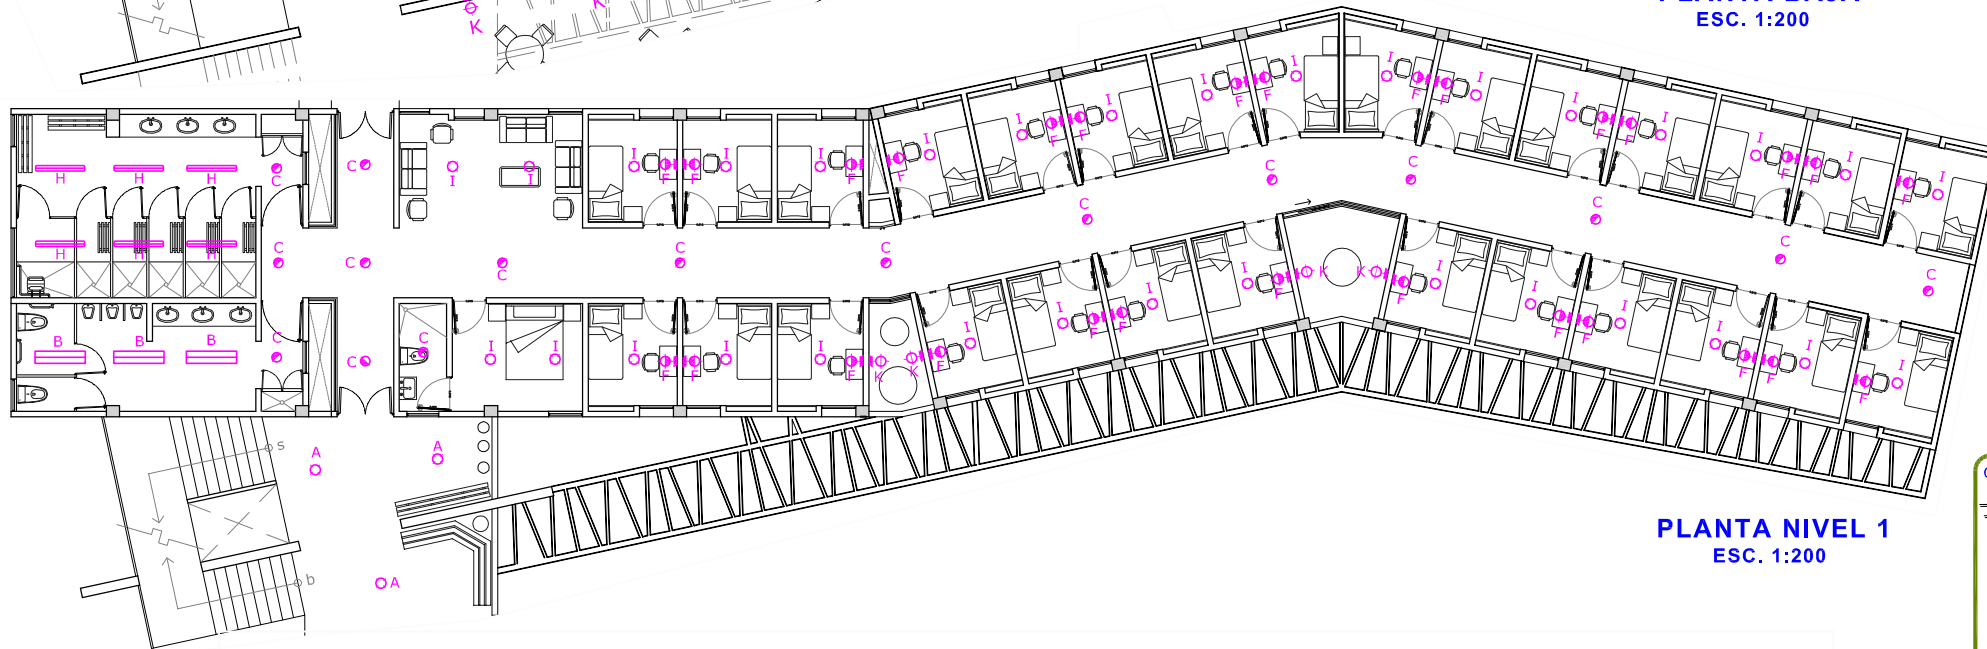 K
K
ESC. 1:200
I I I I
F F F F
I I I I
F F F F
I I I I I
F F F F F
H H H C C
I I I I I
F F F
C C
C C
C C C C C
C C
H H H
K K
I I I I I I
F F F F
B B B C C
I I I I I
F F F K K
I I I I I
F F F F F
A A
s
A
b
PLANTA NIVEL 1
ESC. 1:200